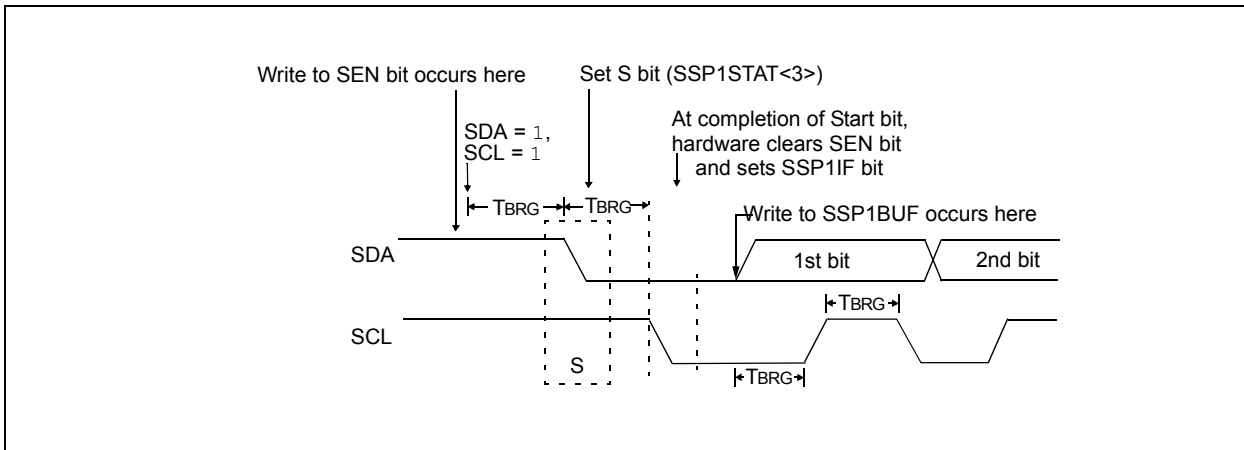 Write to SEN bit occurs here
Set S bit (SSP1STAT<3>)
SDA = 1,
SCL = 1
At completion of Start bit,
hardware clears SEN bit
and sets SSP1IF bit
TBRG
TBRG
Write to SSP1BUF occurs here
SDA
1st bit
2nd bit
TBRG
SCL
S
TBRG